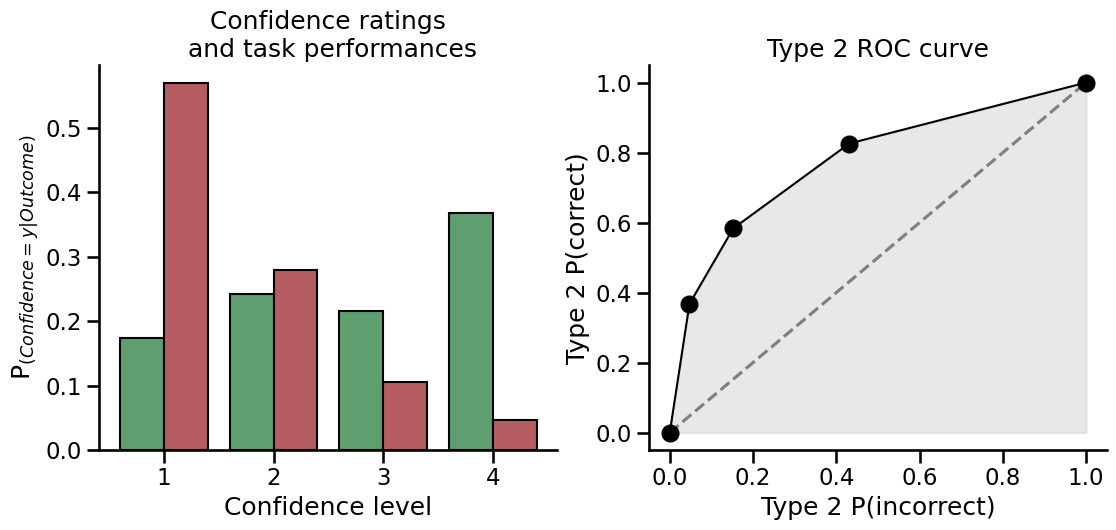 Confidence ratings
and task performances
P(Confidence = y|Outcome)
0.5
0.4
0.3
0.2
0.1
0.0
1 2 3 4
Confidence level
Type 2 ROC curve
Type 2 P(correct)
1.0
0.8
0.6
0.4
0.2
0.0
0.0 0.2 0.4 0.6 0.8 1.0
Type 2 P(incorrect)